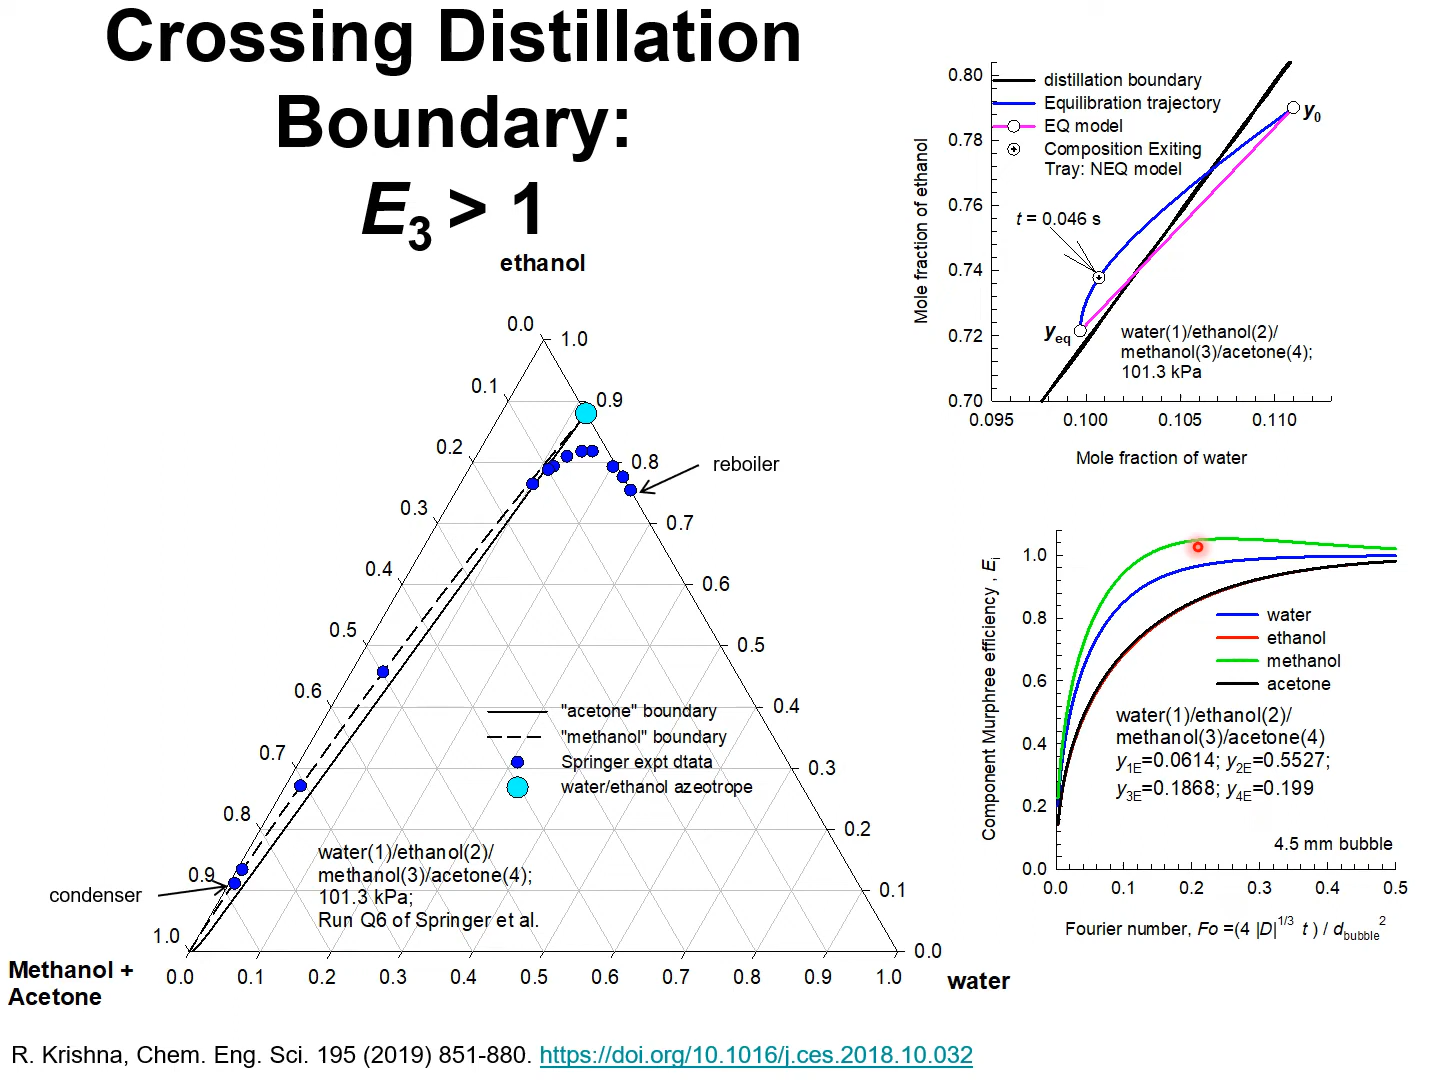 Crossing Distillation
Boundary:
E3 > 1
ethanol
0.0
1.0
0.1
0.9
0.2
0.8
reboiler
0.3
0.7
0.4
0.6
0.5
0.5
0.6
0.4
"acetone" boundary
"methanol" boundary
Springer expt dtata
water/ethanol azeotrope
0.7
0.3
0.8
0.2
water(1)/ethanol(2)/
methanol(3)/acetone(4);
101.3 kPa;
Run Q6 of Springer et al.
0.9
condenser
0.1
1.0
0.0
Methanol +
Acetone
0.0 0.1 0.2 0.3 0.4 0.5 0.6 0.7 0.8 0.9 1.0
water
0.80
0.78
0.76
0.74
0.72
0.70
Mole fraction of ethanol
distillation boundary
Equilibration trajectory
EQ model
Composition Exiting
Tray: NEQ model
y0
t = 0.046 s
yeq
water(1)/ethanol(2)/
methanol(3)/acetone(4);
101.3 kPa
0.095 0.100 0.105 0.110
Mole fraction of water
Component Murphree efficiency , Ei
1.0
0.8
0.6
0.4
0.2
0.0
water
ethanol
methanol
acetone
water(1)/ethanol(2)/
methanol(3)/acetone(4)
y1E=0.0614; y2E=0.5527;
y3E=0.1868; y4E=0.199
4.5 mm bubble
0.0 0.1 0.2 0.3 0.4 0.5
Fourier number, Fo =(4 |D|1/3 t ) / dbubble2
R. Krishna, Chem. Eng. Sci. 195 (2019) 851-880. https://doi.org/10.1016/j.ces.2018.10.032